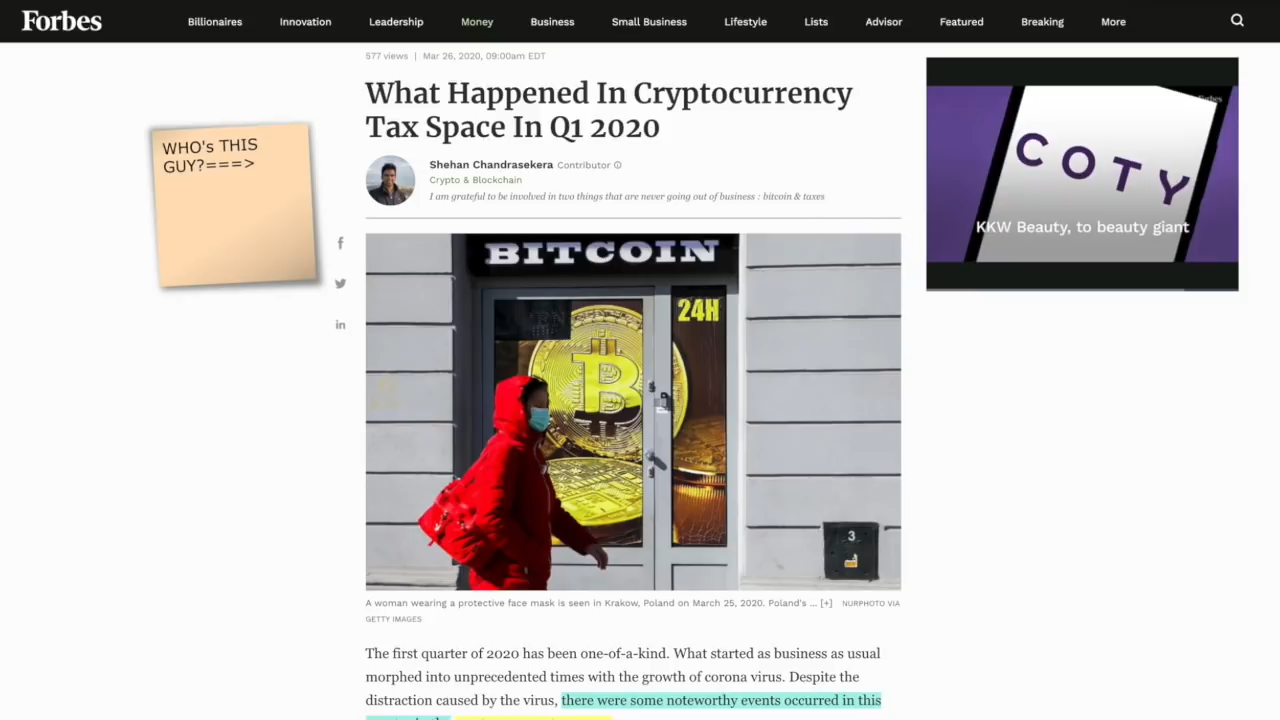 Forbes
Billionaires Innovation Leadership Money Business Small Business Lifestyle Lists Advisor Featured Breaking More
577 views | Mar 26, 2020, 09:00am EDT
What Happened In Cryptocurrency
Tax Space In Q1 2020
Shehan Chandrasekera Contributor
Crypto & Blockchain
I am grateful to be involved in two things that are never going out of business : bitcoin & taxes
WHO's THIS
GUY?===>
COTY
KKW Beauty, to beauty giant
BITCOIN
24H
3
A woman wearing a protective face mask is seen in Krakow, Poland on March 25, 2020. Poland's ... [+] NURPHOTO VIA
GETTY IMAGES
The first quarter of 2020 has been one-of-a-kind. What started as business as usual
morphed into unprecedented times with the growth of corona virus. Despite the
distraction caused by the virus, there were some noteworthy events occurred in this